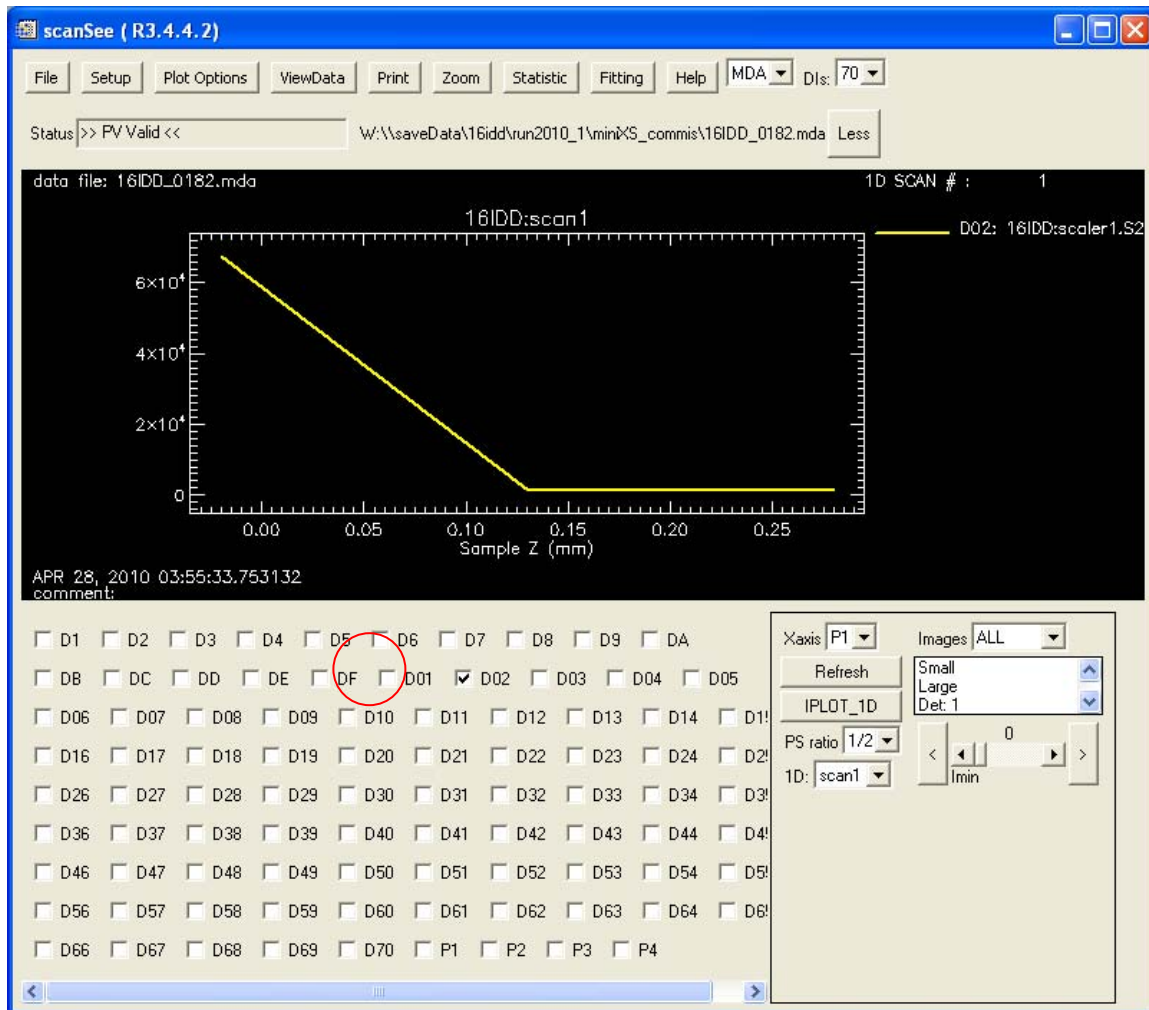 scanSee ( R3.4.4.2)
File Setup Plot Options ViewData Print Zoom Statistic Fitting Help MDA DIs: 70
Status >> PV Valid << W:\\saveData\16idd\run2010_1\miniXS_commis\16IDD_0182.mda Less
data file: 16IDD_0182.mda 1D SCAN # : 1
16IDD:scan1
D02: 16IDD:scaler1.S2
6×10⁴
4×10⁴
2×10⁴
0
0.00 0.05 0.10 0.15 0.20 0.25
Sample Z (mm)
APR 28, 2010 03:55:33.753132
comment:
D1 D2 D3 D4 D5 D6 D7 D8 D9 DA
DB DC DD DE DF D01 D02 D03 D04 D05
D06 D07 D08 D09 D10 D11 D12 D13 D14
D16 D17 D18 D19 D20 D21 D22 D23 D24
D26 D27 D28 D29 D30 D31 D32 D33 D34
D36 D37 D38 D39 D40 D41 D42 D43 D44
D46 D47 D48 D49 D50 D51 D52 D53 D54
D56 D57 D58 D59 D60 D61 D62 D63 D64
D66 D67 D68 D69 D70 P1 P2 P3 P4
Xaxis P1 Images ALL
Refresh
IPLOT_1D
PS ratio 1/2
1D: scan1
Small
Large
Det: 1
0
< >
Imin